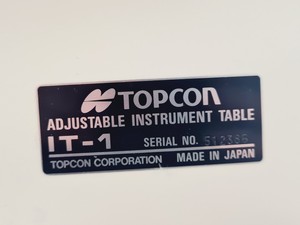 TOPCON
ADJUSTABLE INSTRUMENT TABLE
IT-1 SERIAL NO.
TOPCON CORPORATION MADE IN JAPAN